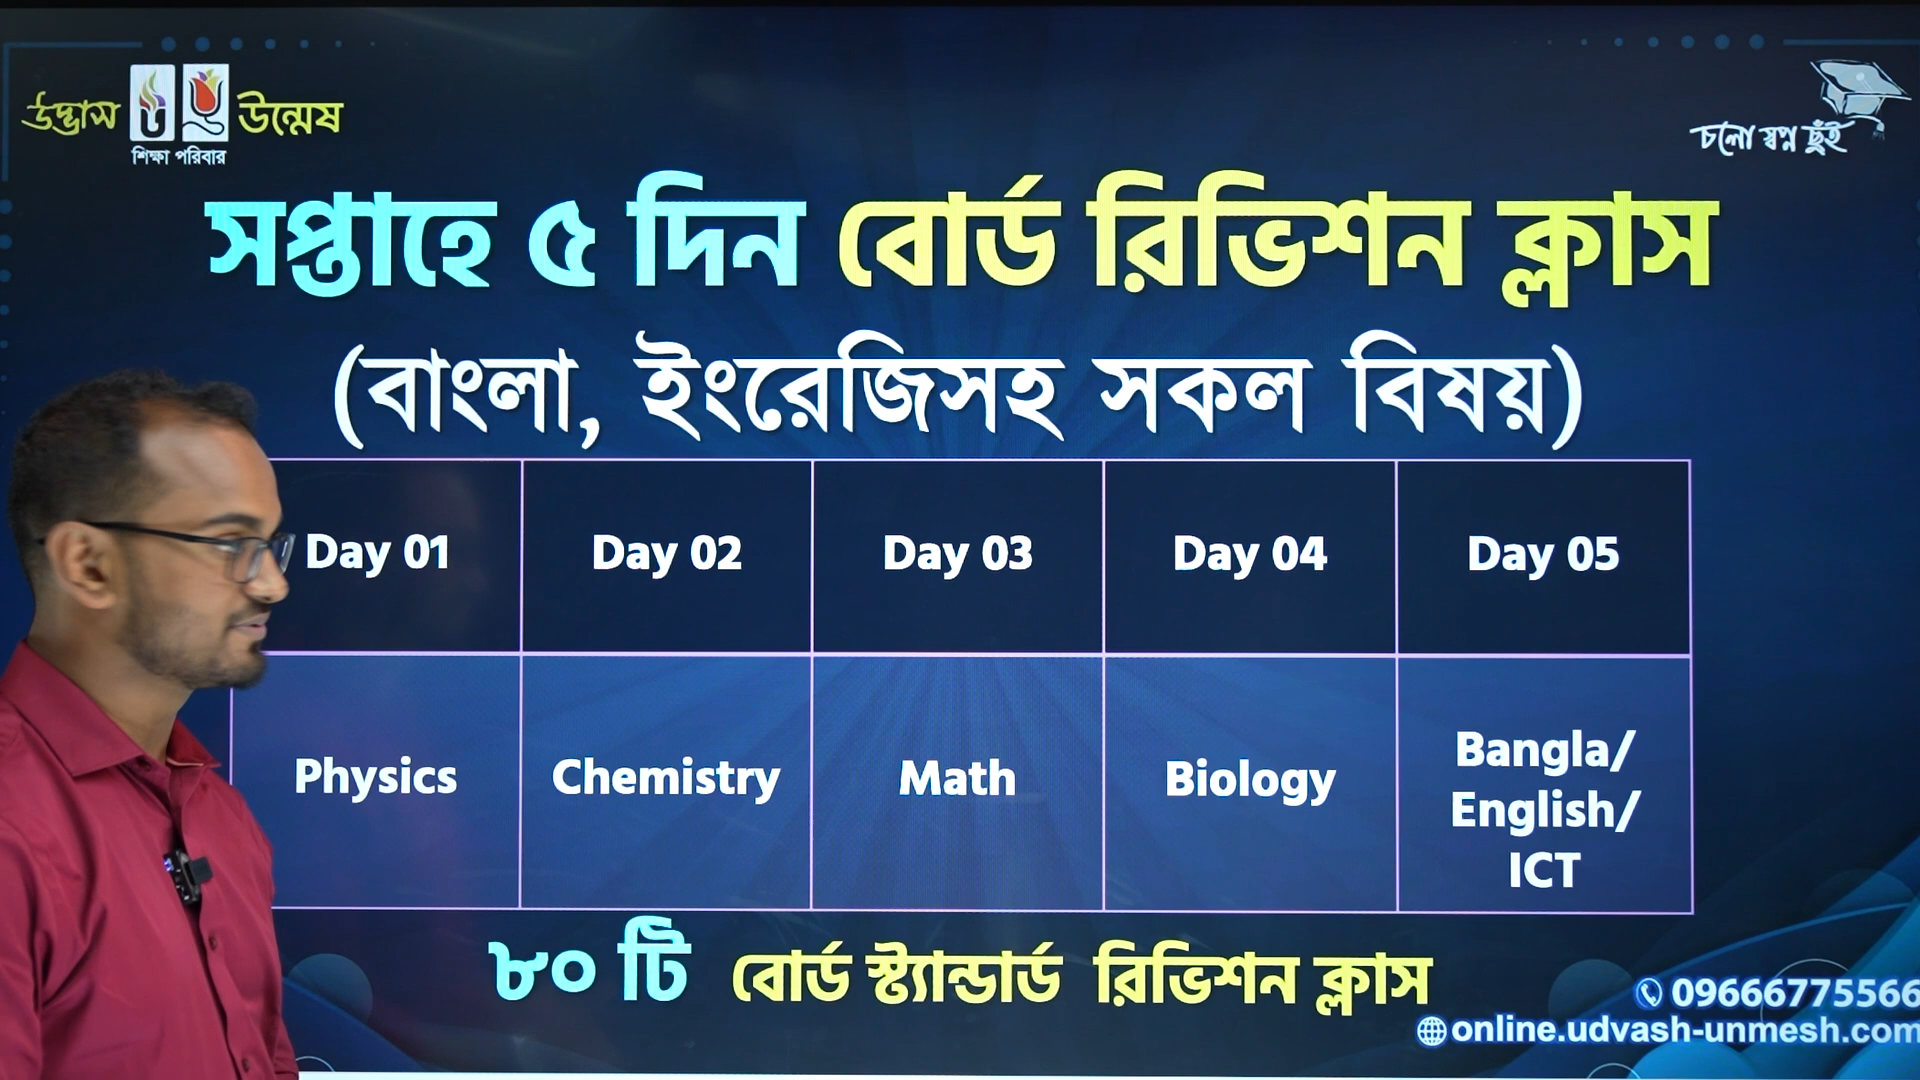 উদ্ভাস উন্মেষ
শিক্ষা পরিবার
চলো স্বপ্ন ছুঁই
সপ্তাহে ৫ দিন বোর্ড রিভিশন ক্লাস
(বাংলা, ইংরেজিসহ সকল বিষয়)
Day 01 Day 02 Day 03 Day 04 Day 05
Physics Chemistry Math Biology Bangla/
English/
ICT
৮০ টি বোর্ড স্ট্যান্ডার্ড রিভিশন ক্লাস
09666775566
online.udvash-unmesh.com